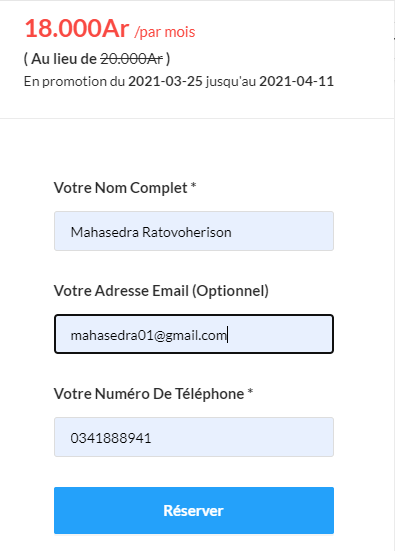 18.000Ar /par mois
( Au lieu de 20.000Ar )
En promotion du 2021-03-25 jusqu'au 2021-04-11
Votre Nom Complet *
Mahasedra Ratovoherison
Votre Adresse Email (Optionnel)
mahasedra01@gmail.com
Votre Numéro De Téléphone *
0341888941
Réserver